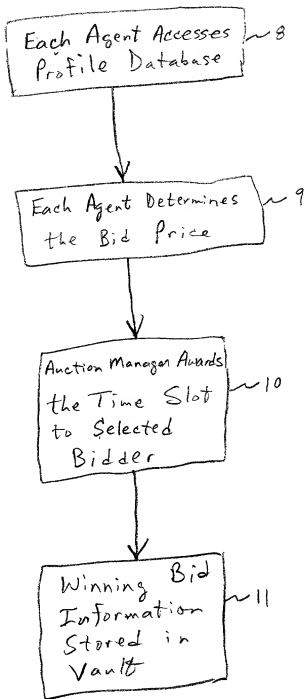 Each Agent Accesses
Profile Database
8
Each Agent Determines
the Bid Price
9
Auction Manager Awards
the Time Slot
to Selected
Bidder
10
Winning Bid
Information
Stored in
Vault
11